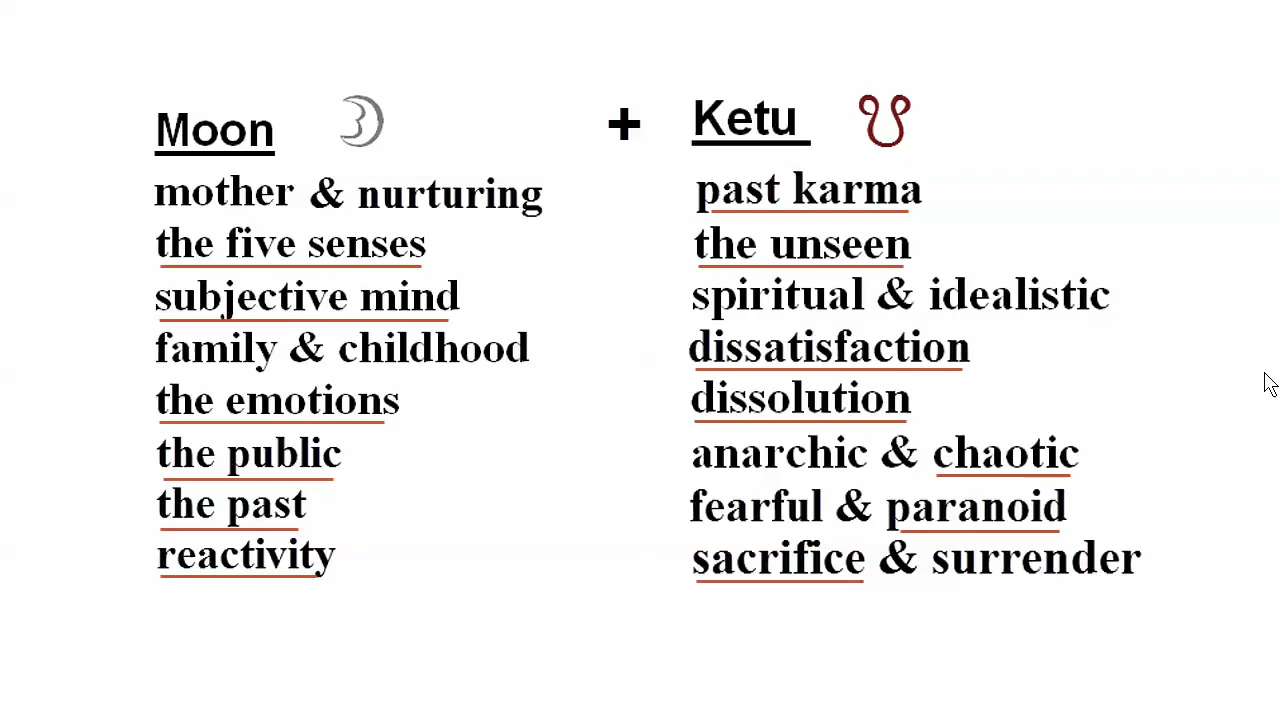 Moon + Ketu
mother & nurturing
the five senses
subjective mind
family & childhood
the emotions
the public
the past
reactivity
past karma
the unseen
spiritual & idealistic
dissatisfaction
dissolution
anarchic & chaotic
fearful & paranoid
sacrifice & surrender